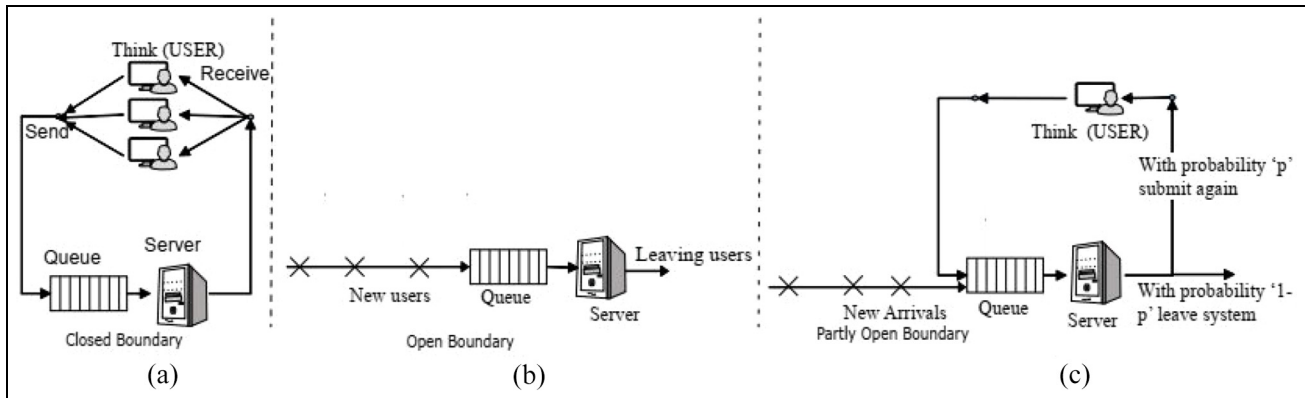 Think (USER)
Receive
Send
Queue
Server
Closed Boundary
(a)
New users
Queue
Server
Leaving users
Open Boundary
(b)
Think (USER)
With probability ‘p’
submit again
New Arrivals
Queue
Server
With probability ‘1-
p’ leave system
Partly Open Boundary
(c)